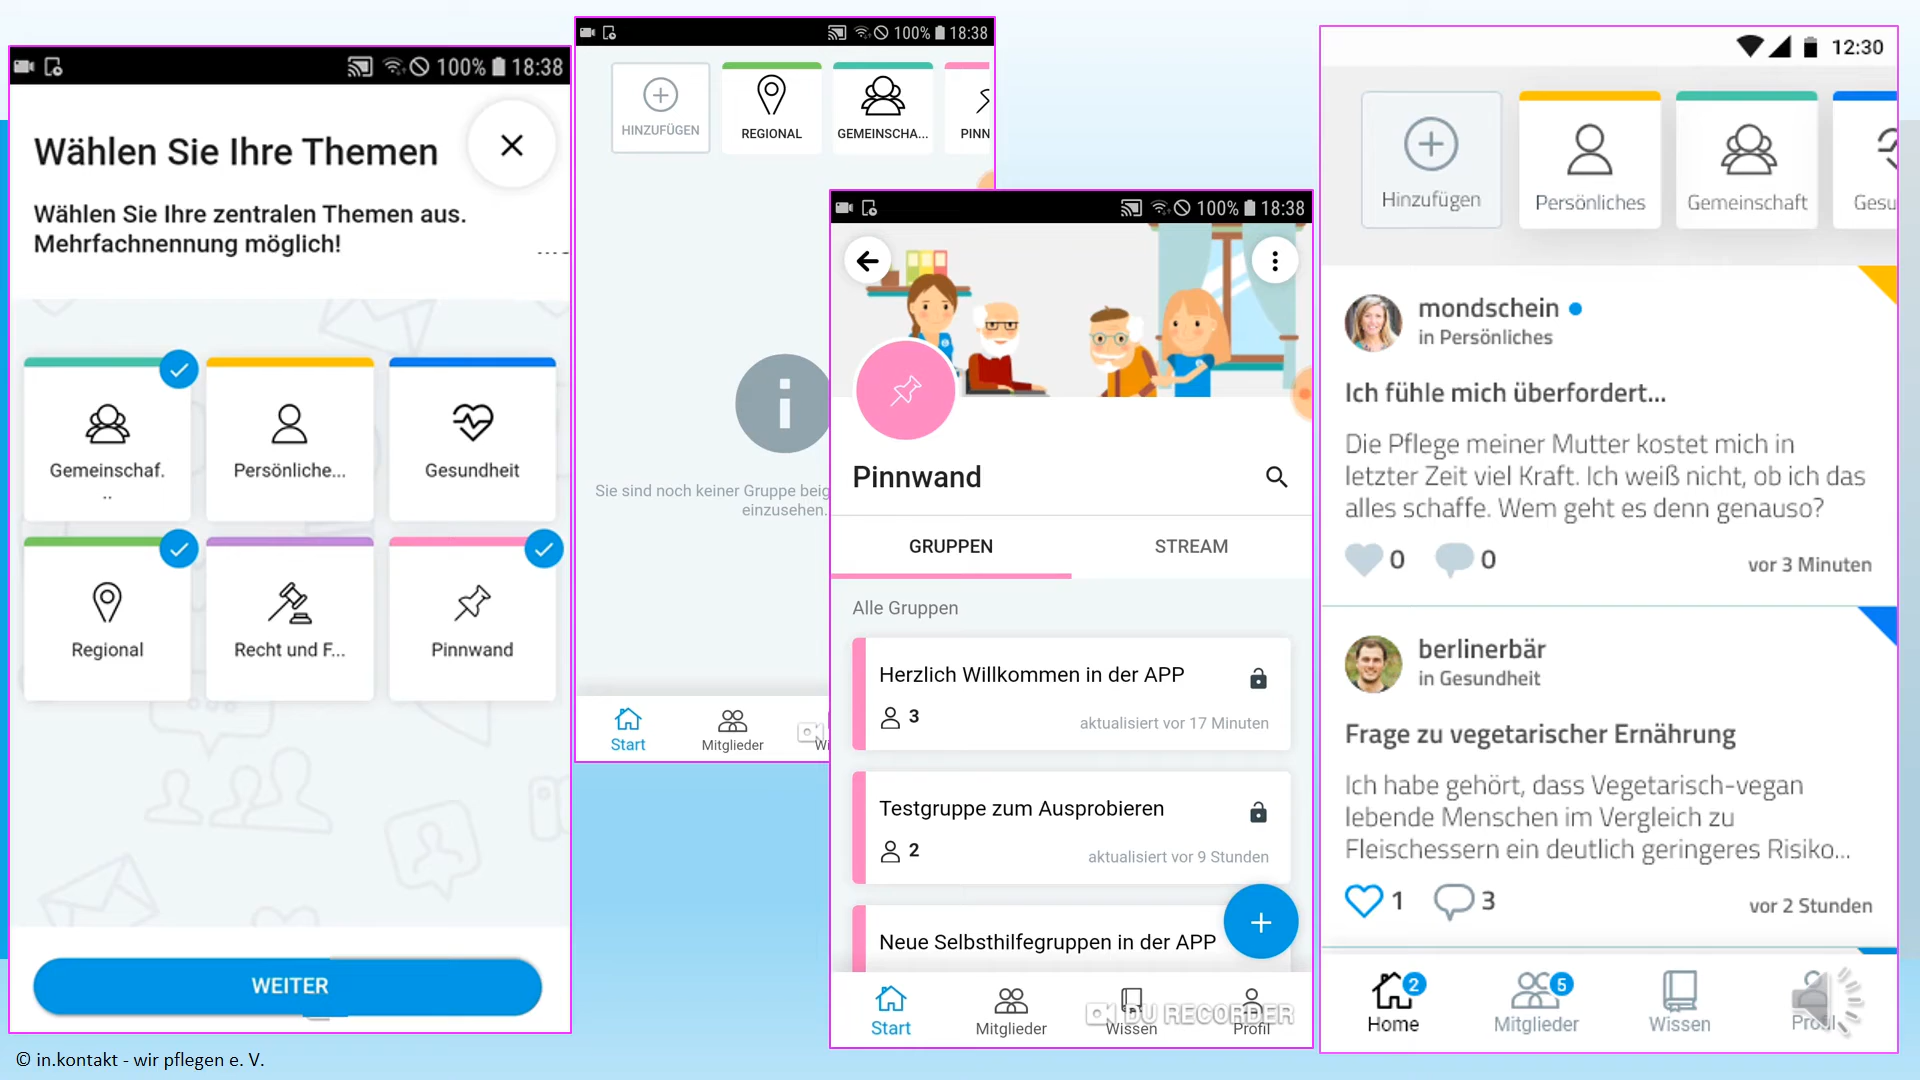 100% 18:38
Wählen Sie Ihre Themen
Wählen Sie Ihre zentralen Themen aus.
Mehrfachnennung möglich!
Gemeinschaf.
..
Persönliche...
Gesundheit
Regional
Recht und F...
Pinnwand
WEITER
© in.kontakt - wir pflegen e. V.
100% 18:38
HINZUFÜGEN
REGIONAL
GEMEINSCHA...
PINN
Sie sind noch keiner Gruppe beig
einzusehen.
Start
Mitglieder
Wi
100% 18:38
Pinnwand
GRUPPEN
STREAM
Alle Gruppen
Herzlich Willkommen in der APP
3
aktualisiert vor 17 Minuten
Testgruppe zum Ausprobieren
2
aktualisiert vor 9 Stunden
Neue Selbsthilfegruppen in der APP
Start
Mitglieder
Wissen
Profil
DU RECORDER
12:30
Hinzufügen
Persönliches
Gemeinschaft
Gesu
mondschein
in Persönliches
Ich fühle mich überfordert...
Die Pflege meiner Mutter kostet mich in
letzter Zeit viel Kraft. Ich weiß nicht, ob ich das
alles schaffe. Wem geht es denn genauso?
0
0
vor 3 Minuten
berlinerbär
in Gesundheit
Frage zu vegetarischer Ernährung
Ich habe gehört, dass Vegetarisch-vegan
lebende Menschen im Vergleich zu
Fleischessern ein deutlich geringeres Risiko...
1
3
vor 2 Stunden
2
Home
5
Mitglieder
Wissen
Profil